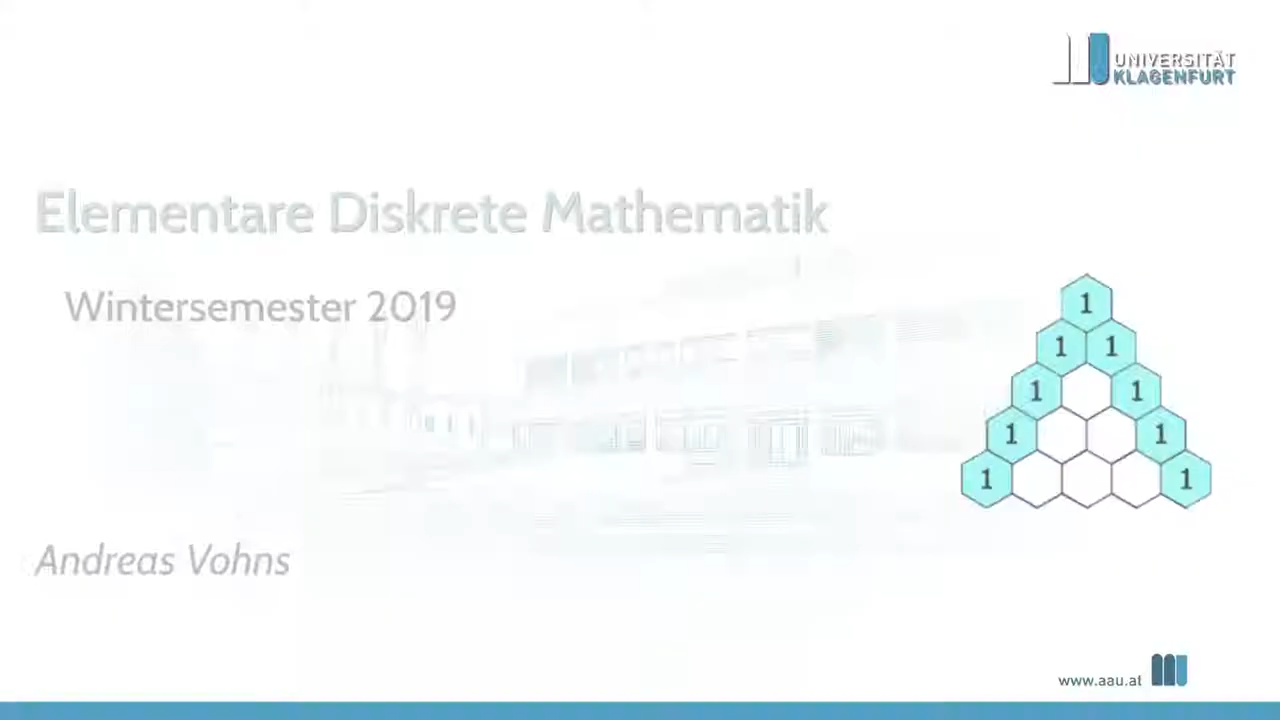 UNIVERSITÄT
KLAGENFURT
Elementare Diskrete Mathematik
Wintersemester 2019
1
1 1
1 1
1 1
1 1
Andreas Vohns
www.aau.at